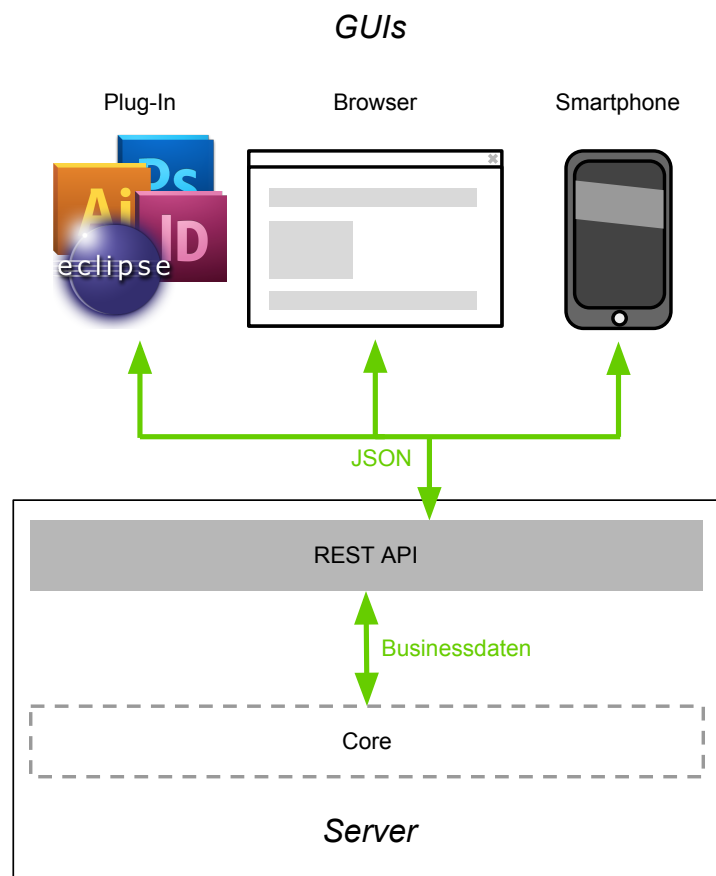 GUIs
Plug-In
Browser
Smartphone
Ps
Ai
ID
eclipse
JSON
REST API
Businessdaten
Core
Server